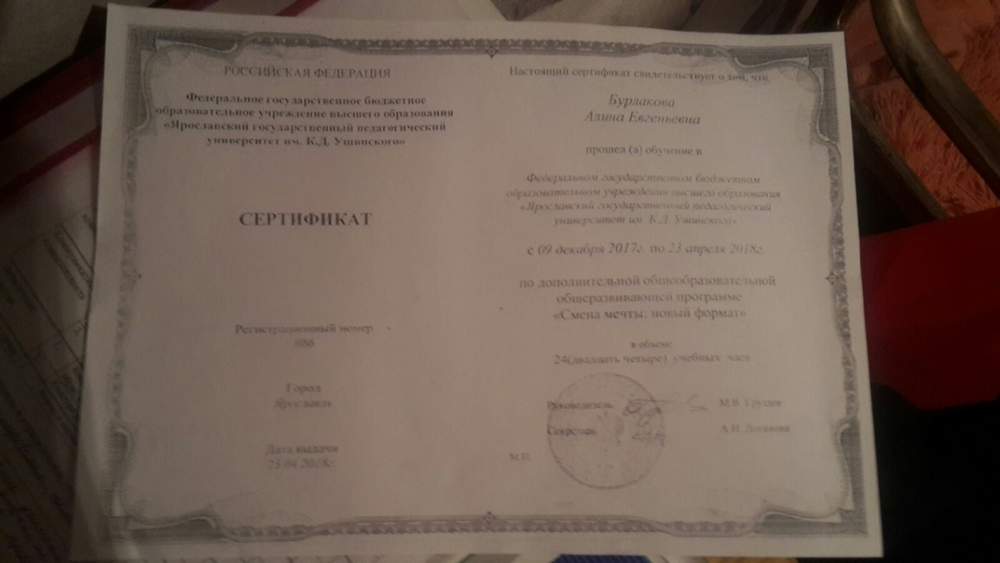 РОССИЙСКАЯ ФЕДЕРАЦИЯ
Федеральное государственное бюджетное
образовательное учреждение высшего образования
«Ярославский государственный педагогический
университет им. К.Д. Ушинского»
СЕРТИФИКАТ
Регистрационный номер
Город
Ярославль
Дата выдачи
23.04.2018г.
Настоящий сертификат свидетельствует о том, что
Бурлакова
Алина Евгеньевна
прошел (а) обучение в
Федеральном государственном бюджетном
образовательном учреждении высшего образования
«Ярославский государственный педагогический
университет им. К.Д. Ушинского»
с 09 декабря 2017г. по 23 апреля 2018г.
по дополнительной общеобразовательной
общеразвивающей программе
«Смена мечты: новый формат»
в объеме
24(двадцать четыре) учебных часа
Руководитель М.В. Груздев
Секретарь А.Н.
М.П.